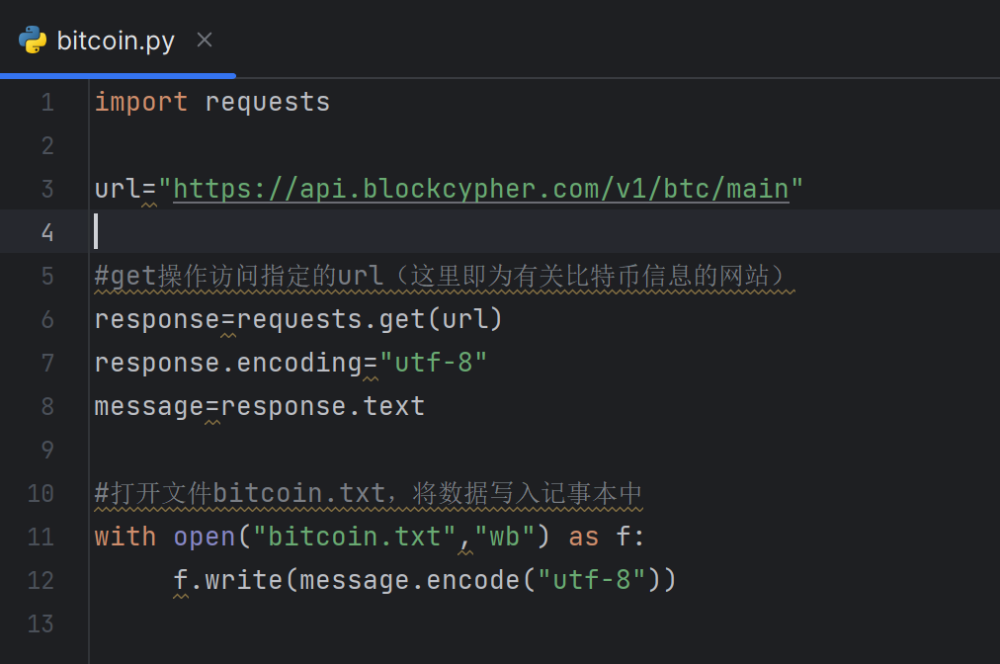 bitcoin.py
1 import requests
2
3 url="https://api.blockcypher.com/v1/btc/main"
4
5 #get操作访问指定的url（这里即为有关比特币信息的网站）
6 response=requests.get(url)
7 response.encoding="utf-8"
8 message=response.text
9
10 #打开文件bitcoin.txt，将数据写入记事本中
11 with open("bitcoin.txt","wb") as f:
12      f.write(message.encode("utf-8"))
13